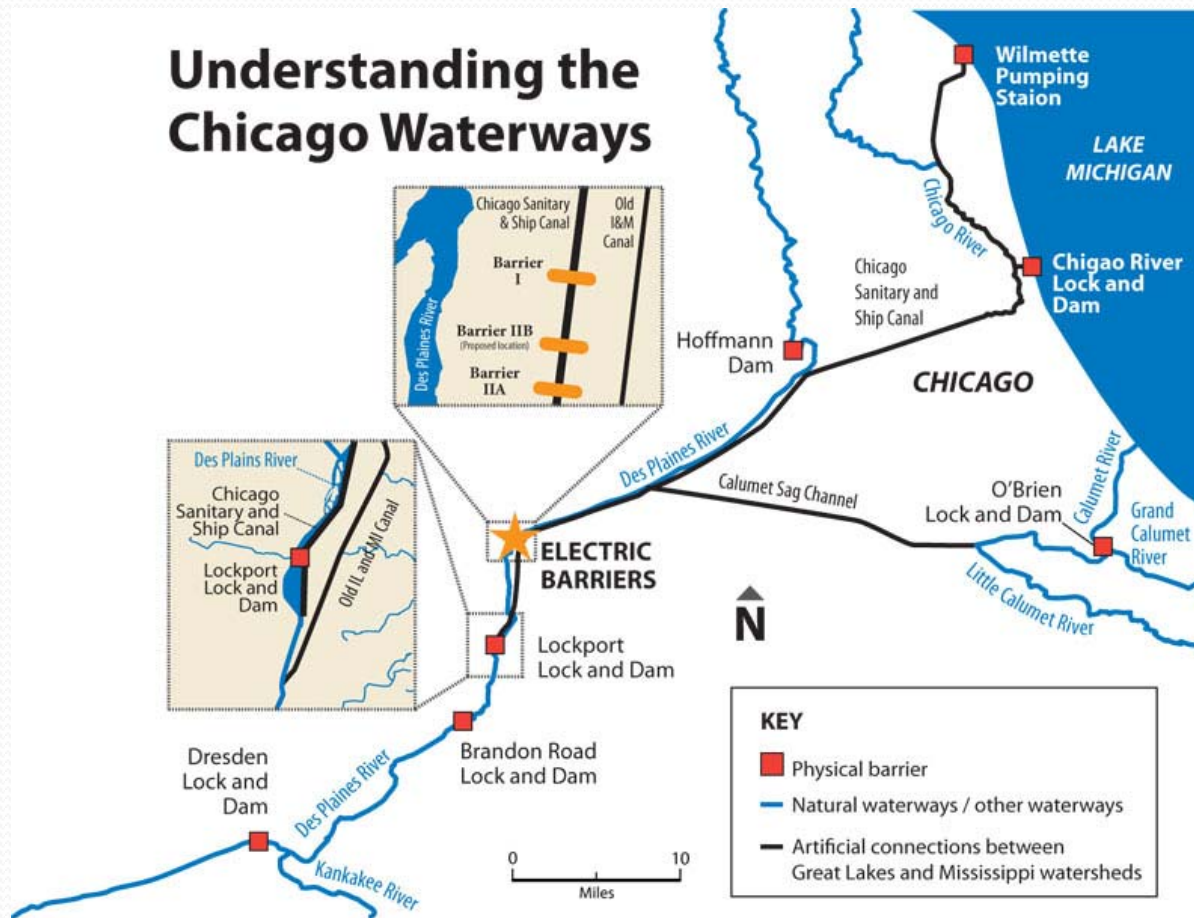 Understanding the
Chicago Waterways
Wilmette
Pumping
Staion
LAKE
MICHIGAN
Chicago River
Chigao River
Lock and
Dam
Chicago
Sanitary and
Ship Canal
Hoffmann
Dam
CHICAGO
Chicago Sanitary
& Ship Canal
Old
I&M
Canal
Barrier
I
Barrier IIB
(Proposed location)
Barrier
IIA
Des Plaines River
Des Plaines River
Calumet Sag Channel
Calumet River
O'Brien
Lock and Dam
Grand
Calumet
River
Little Calumet River
ELECTRIC
BARRIERS
Des Plains River
Chicago
Sanitary and
Ship Canal
Lockport
Lock and
Dam
Old IL and MI Canal
N
Lockport
Lock and Dam
Brandon Road
Lock and Dam
Dresden
Lock and
Dam
Des Plaines River
Kankakee River
0 10
Miles
KEY
Physical barrier
Natural waterways / other waterways
Artificial connections between
Great Lakes and Mississippi watersheds